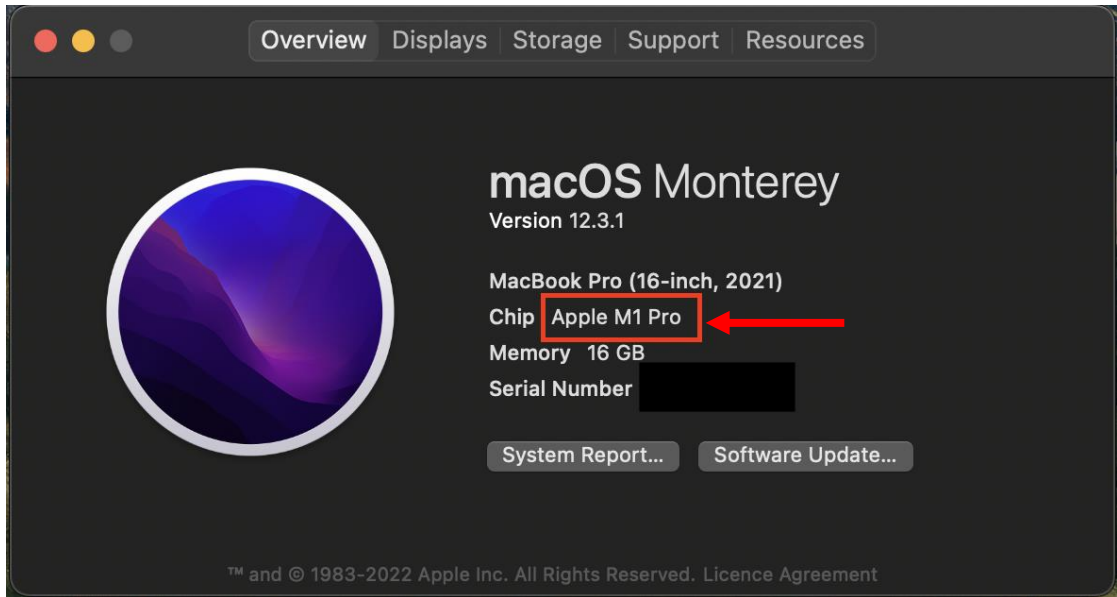 Overview Displays Storage Support Resources
macOS Monterey
Version 12.3.1
MacBook Pro (16-inch, 2021)
Chip Apple M1 Pro
Memory 16 GB
Serial Number
System Report... Software Update...
™ and © 1983-2022 Apple Inc. All Rights Reserved. Licence Agreement